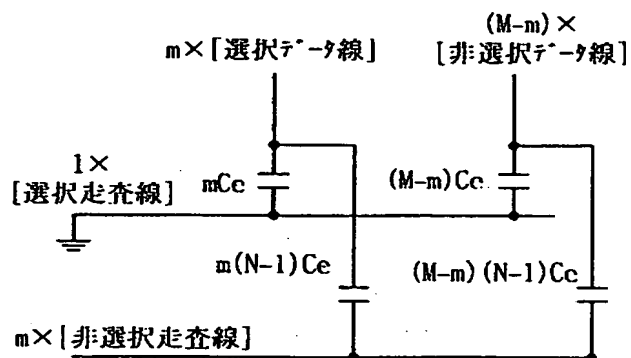 (M-m)×
m×[選択データ線]
[非選択データ線]
1×
[選択走査線]
mCe
(M-m)Ce
m(N-1)Ce
(M-m)(N-1)Ce
m×[非選択走査線]